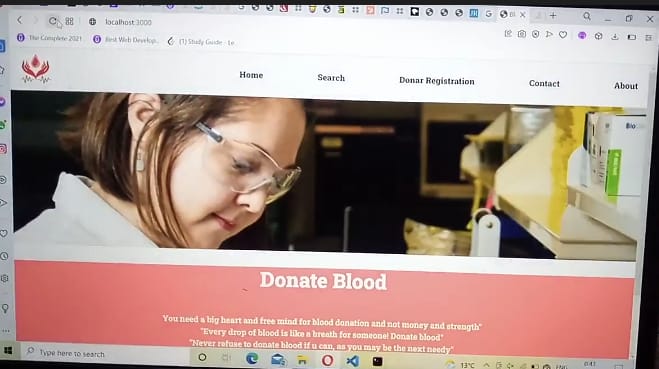 localhost:3000
The Complete 2021
Best Web Develop...
(1) Study Guide - Le
Home
Search
Donar Registration
Contact
About
Donate Blood
You need a big heart and free mind for blood donation and not money and strength"
"Every drop of blood is like a breath for someone! Donate blood"
"Never refuse to donate blood if u can, as you may be the next needy"
Type here to search
13°C
ENG